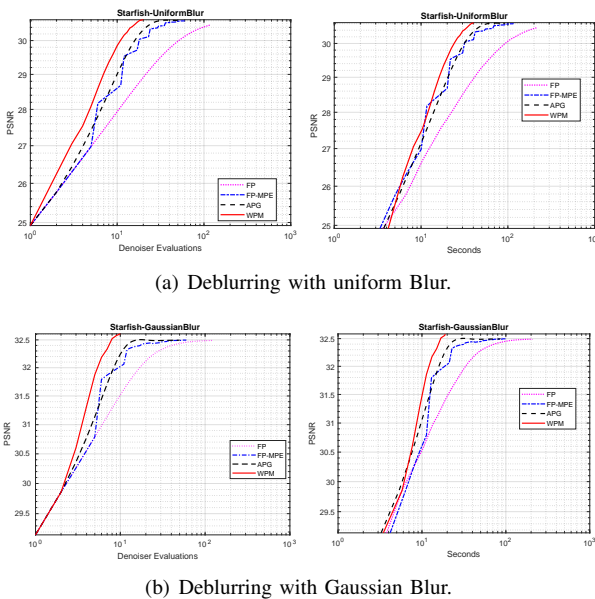 Starfish-UniformBlur
30
29
28
27
26
25
PSNR
FP
FP-MPE
APG
WPM
10^0
10^1
10^2
10^3
Denoiser Evaluations
Starfish-UniformBlur
30
29
28
27
26
25
PSNR
FP
FP-MPE
APG
WPM
10^0
10^1
10^2
10^3
Seconds
(a) Deblurring with uniform Blur.
Starfish-GaussianBlur
32.5
32
31.5
31
30.5
30
29.5
PSNR
FP
FP-MPE
APG
WPM
10^0
10^1
10^2
10^3
Denoiser Evaluations
Starfish-GaussianBlur
32.5
32
31.5
31
30.5
30
29.5
PSNR
FP
FP-MPE
APG
WPM
10^0
10^1
10^2
10^3
Seconds
(b) Deblurring with Gaussian Blur.